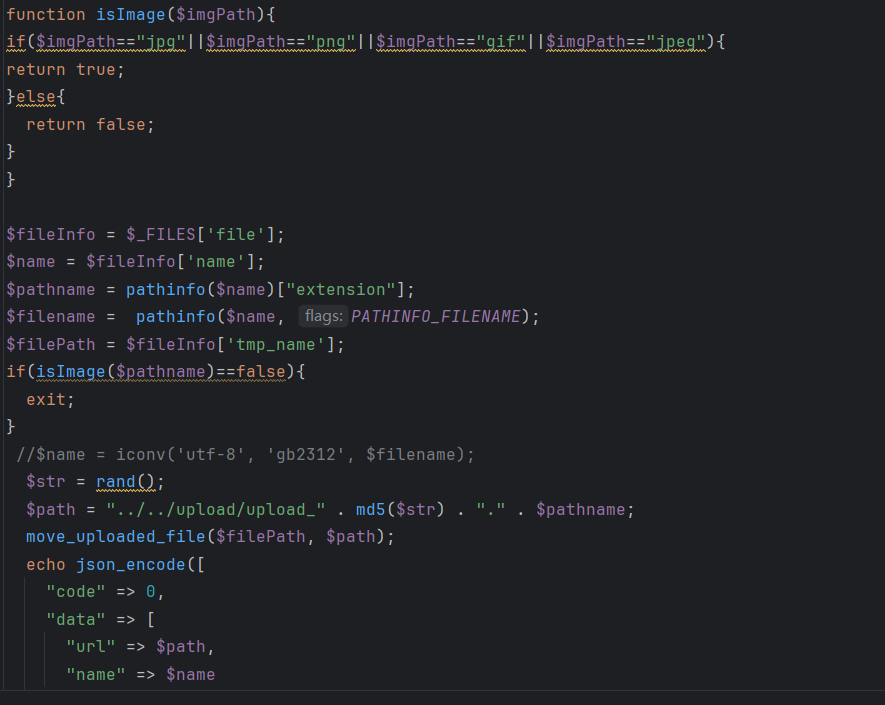 function isImage($imgPath){
if($imgPath=="jpg"||$imgPath=="png"||$imgPath=="gif"||$imgPath=="jpeg"){
return true;
}else{
return false;
}
}
$fileInfo = $_FILES['file'];
$name = $fileInfo['name'];
$pathname = pathinfo($name)["extension"];
$filename =  pathinfo($name, flags: PATHINFO_FILENAME);
$filePath = $fileInfo['tmp_name'];
if(isImage($pathname)==false){
exit;
}
//$name = iconv('utf-8', 'gb2312', $filename);
$str = rand();
$path = "../../upload/upload_" . md5($str) . "." . $pathname;
move_uploaded_file($filePath, $path);
echo json_encode([
"code" => 0,
"data" => [
"url" => $path,
"name" => $name